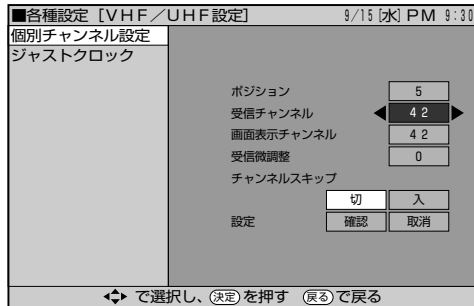 ■各種設定［VHF／UHF設定］ 9/15[水]PM 9:30
個別チャンネル設定
ジャストクロック
ポジション 5
受信チャンネル ◀ 42 ▶
画面表示チャンネル 42
受信微調整 0
チャンネルスキップ
切 入
設定 確認 取消
で選択し、決定を押す 戻るで戻る